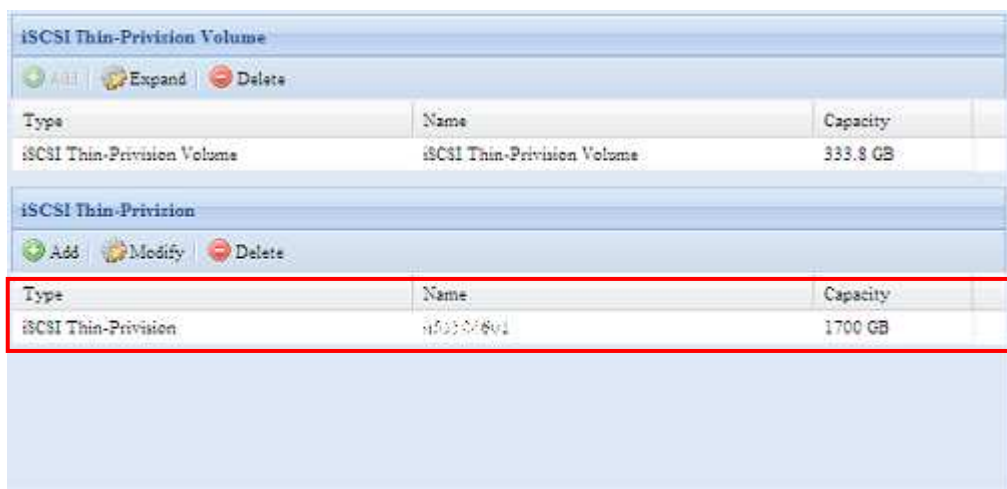 iSCSI Thin-Privision Volume
Add Expand Delete
Type Name Capacity
iSCSI Thin-Privision Volume iSCSI Thin-Privision Volume 333.8 GB
iSCSI Thin-Privision
Add Modify Delete
Type Name Capacity
iSCSI Thin-Privision 1700 GB